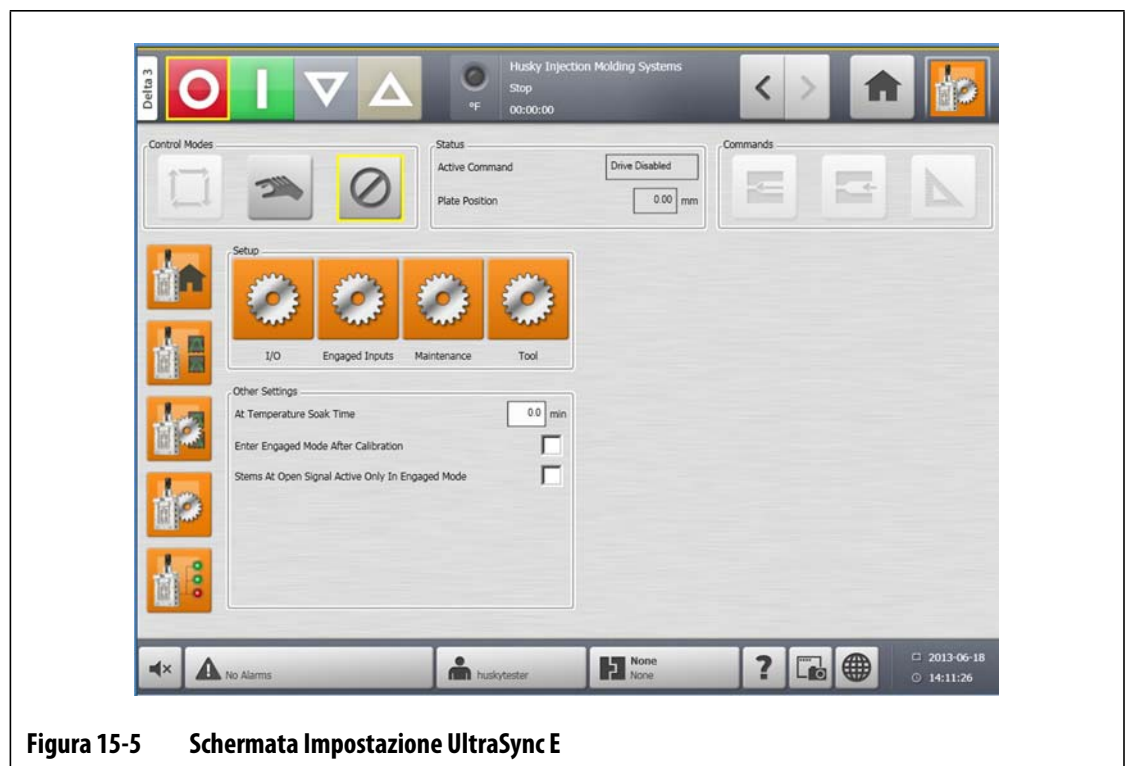 Delta 3
°F
Husky Injection Molding Systems
Stop
00:00:00
Control Modes
Status
Active Command
Drive Disabled
Plate Position
0.00 mm
Commands
Setup
I/O
Engaged Inputs
Maintenance
Tool
Other Settings
At Temperature Soak Time
0.0 min
Enter Engaged Mode After Calibration
Stems At Open Signal Active Only In Engaged Mode
No Alarms
huskytester
None
None
?
2013-06-18
14:11:26
Figura 15-5 Schermata Impostazione UltraSync E